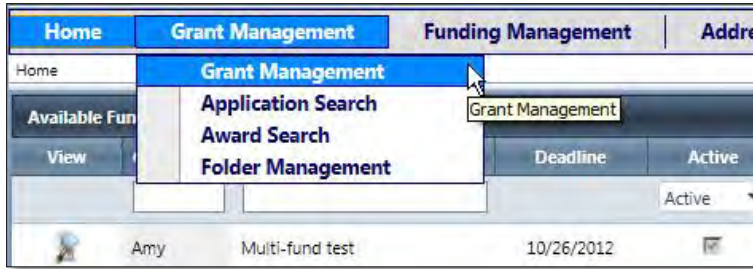 Home Grant Management Funding Management Addre
Home
Grant Management
Application Search
Award Search
Folder Management
Grant Management
Available Fun
View Deadline Active
Active
Amy Multi-fund test 10/26/2012